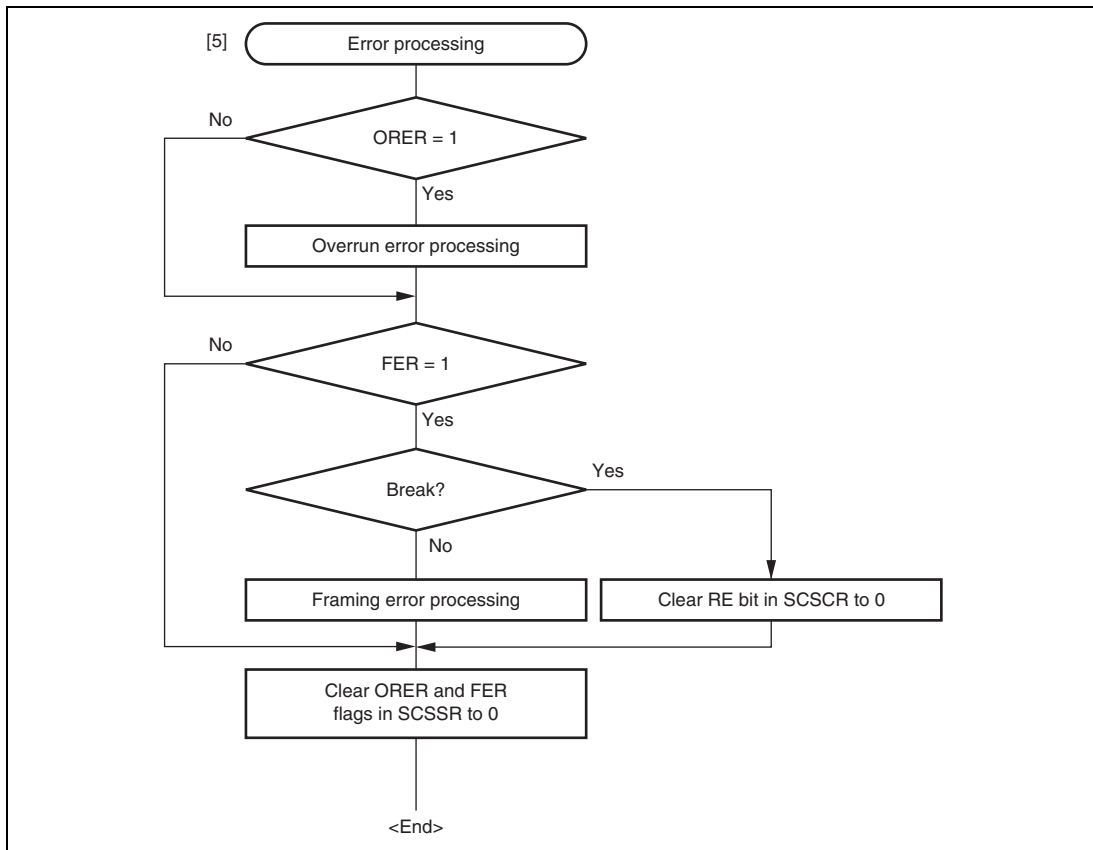 [5]
Error processing
No
ORER = 1
Yes
Overrun error processing
No
FER = 1
Yes
Yes
Break?
No
Framing error processing
Clear RE bit in SCSCR to 0
Clear ORER and FER
flags in SCSSR to 0
<End>